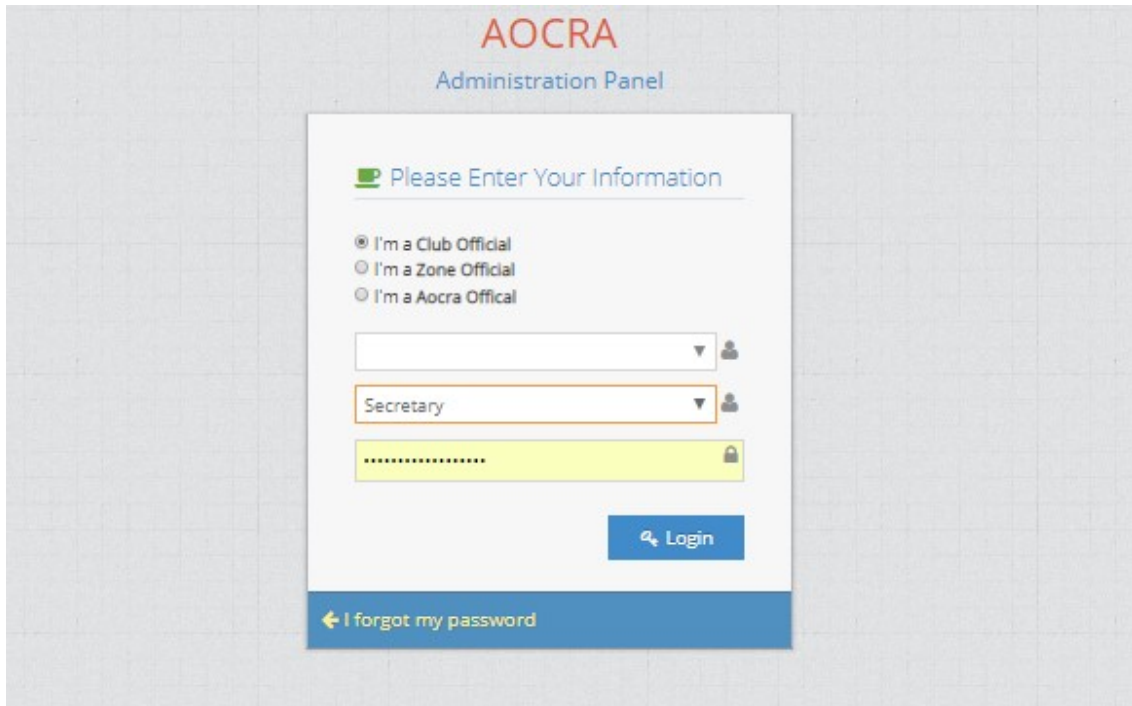 AOCRA
Administration Panel
Please Enter Your Information
I'm a Club Official
I'm a Zone Official
I'm a Aocra Offical
Secretary
••••••••••••••••••
Login
I forgot my password